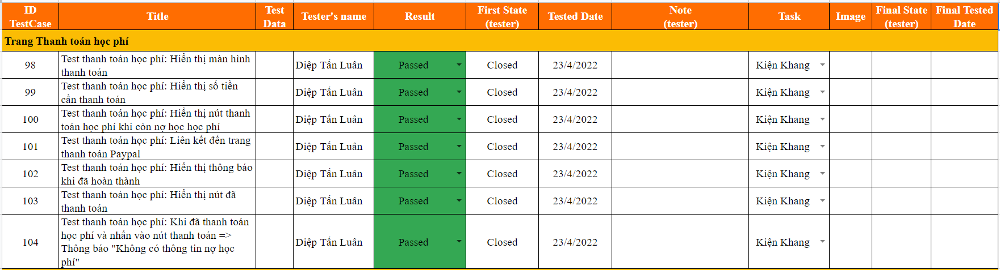 ID TestCase Title Test Data Tester's name Result First State (tester) Tested Date Note (tester) Task Image Final State (tester) Final Tested Date
Trang Thanh toán học phí
98 Test thanh toán học phí: Hiển thị màn hình thanh toán Diệp Tấn Luân Passed Closed 23/4/2022 Kiện Khang
99 Test thanh toán học phí: Hiển thị số tiền cần thanh toán Diệp Tấn Luân Passed Closed 23/4/2022 Kiện Khang
100 Test thanh toán học phí: Hiển thị nút thanh toán học phí khi còn nợ học học phí Diệp Tấn Luân Passed Closed 23/4/2022 Kiện Khang
101 Test thanh toán học phí: Liên kết đến trang thanh toán Paypal Diệp Tấn Luân Passed Closed 23/4/2022 Kiện Khang
102 Test thanh toán học phí: Hiển thị thông báo khi đã hoàn thành Diệp Tấn Luân Passed Closed 23/4/2022 Kiện Khang
103 Test thanh toán học phí: Hiển thị nút đã thanh toán Diệp Tấn Luân Passed Closed 23/4/2022 Kiện Khang
104 Test thanh toán học phí: Khi đã thanh toán học phí và nhấn vào nút thanh toán => Thông báo "Không có thông tin nợ học phí" Diệp Tấn Luân Passed Closed 23/4/2022 Kiện Khang